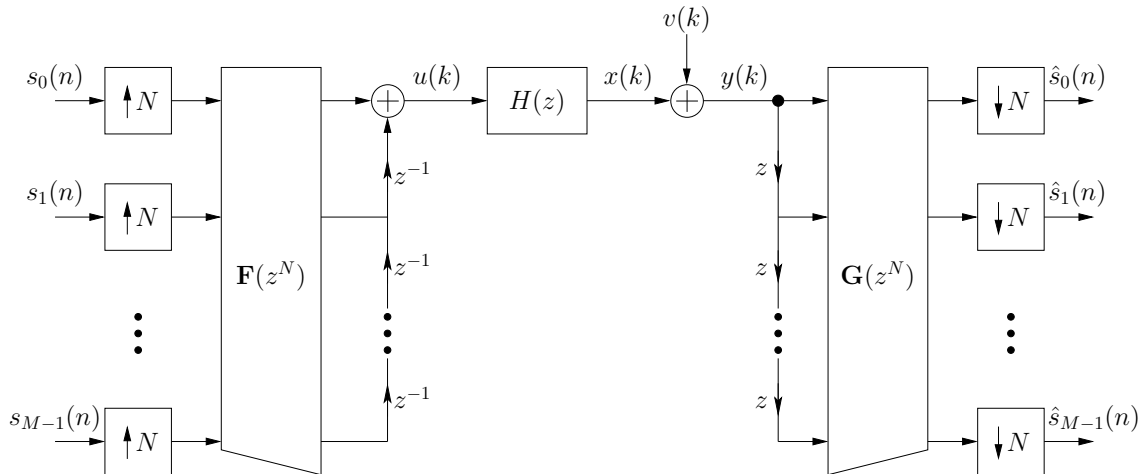 v(k)
s_0(n) ↑N u(k) H(z) x(k) y(k) ↓N ŝ_0(n)
z^{-1} z
s_1(n) ↑N ↓N ŝ_1(n)
F(z^N) z^{-1} z G(z^N)
s_{M-1}(n) ↑N z^{-1} z ↓N ŝ_{M-1}(n)